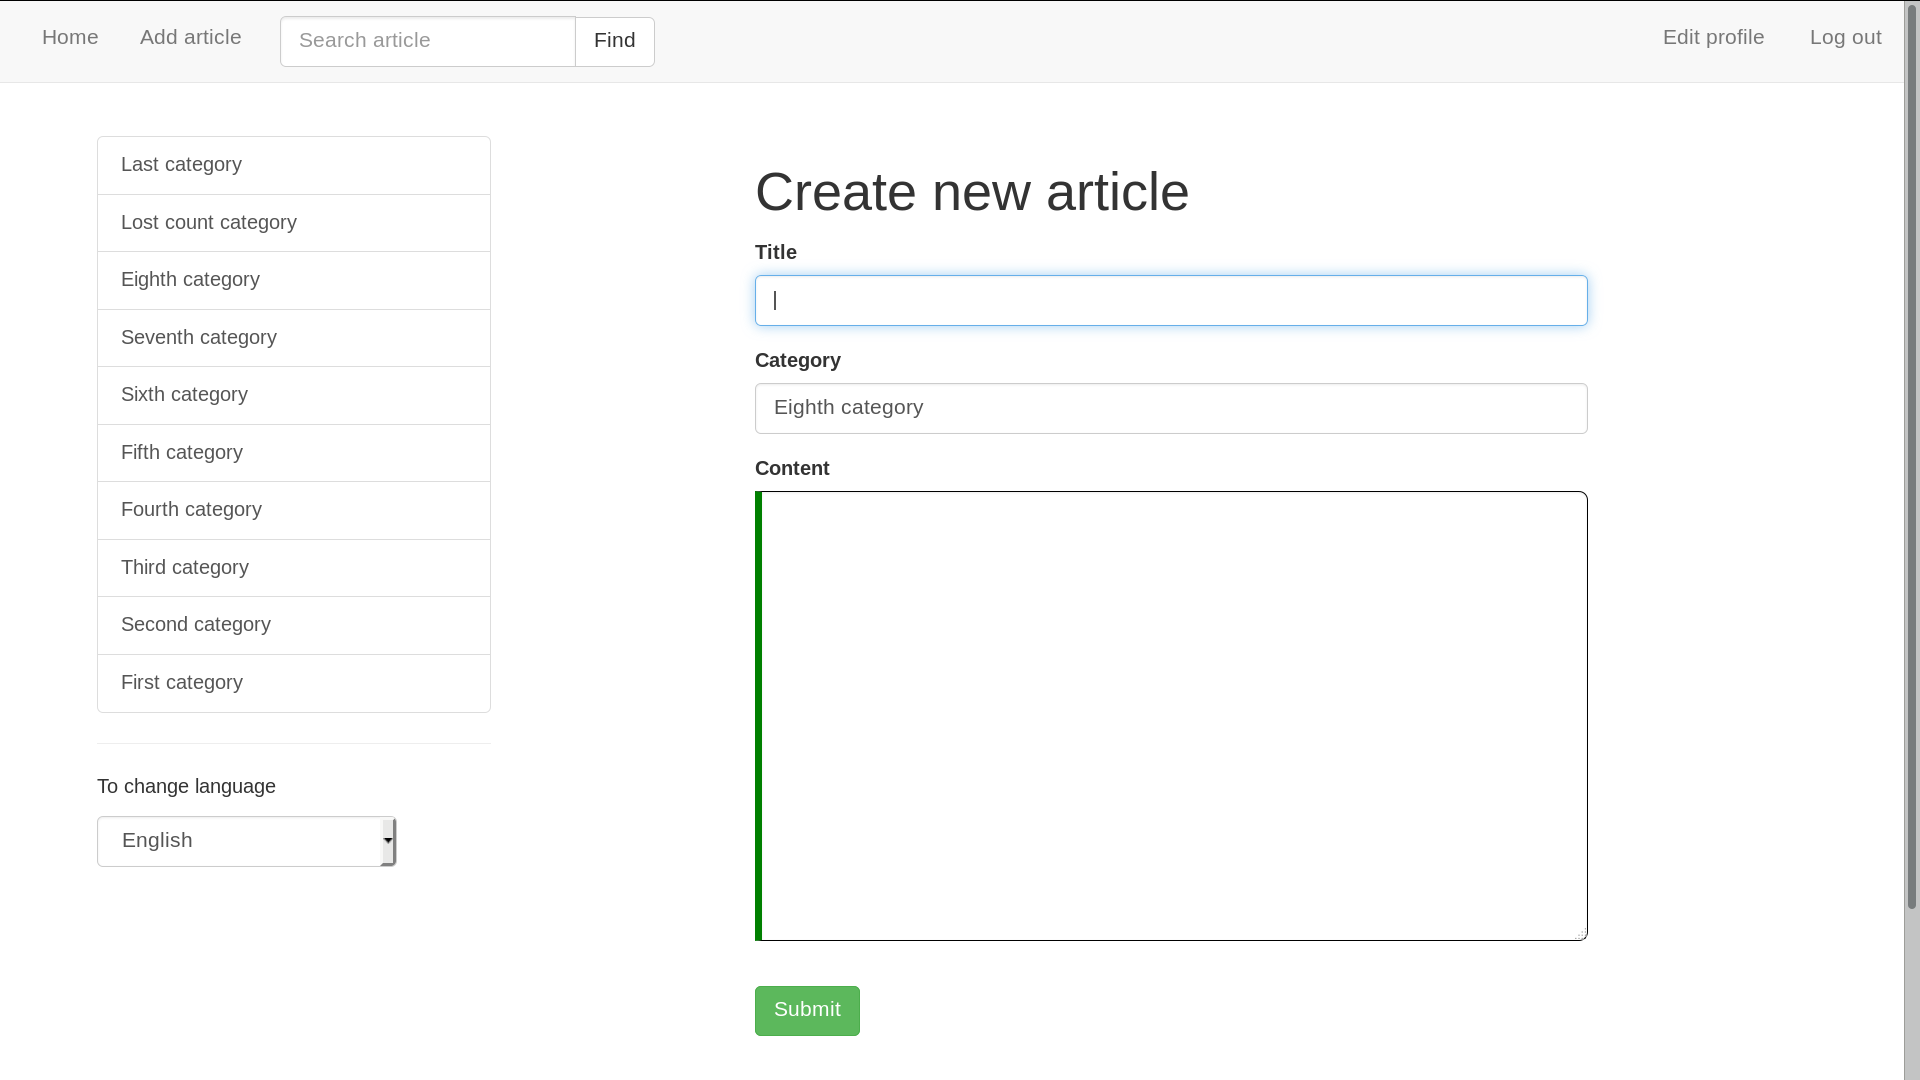 Home
Add article
Search article
Find
Edit profile
Log out
Last category
Lost count category
Eighth category
Seventh category
Sixth category
Fifth category
Fourth category
Third category
Second category
First category
To change language
English
Create new article
Title
Category
Eighth category
Content
Submit